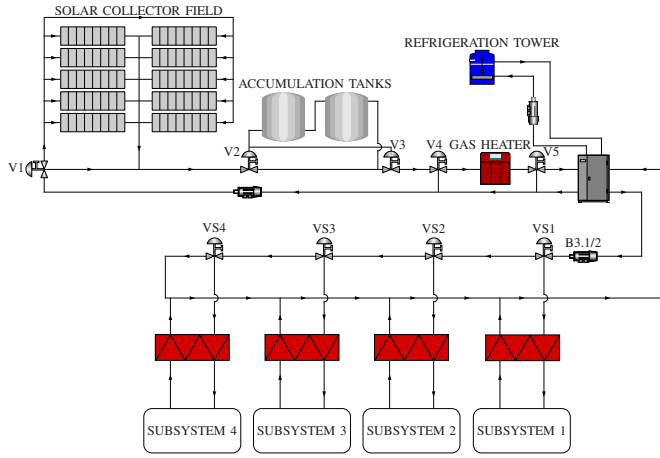 SOLAR COLLECTOR FIELD
REFRIGERATION TOWER
ACCUMULATION TANKS
V1
V2
V3
V4
GAS HEATER
V5
VS4
VS3
VS2
VS1
B3.1/2
SUBSYSTEM 4
SUBSYSTEM 3
SUBSYSTEM 2
SUBSYSTEM 1